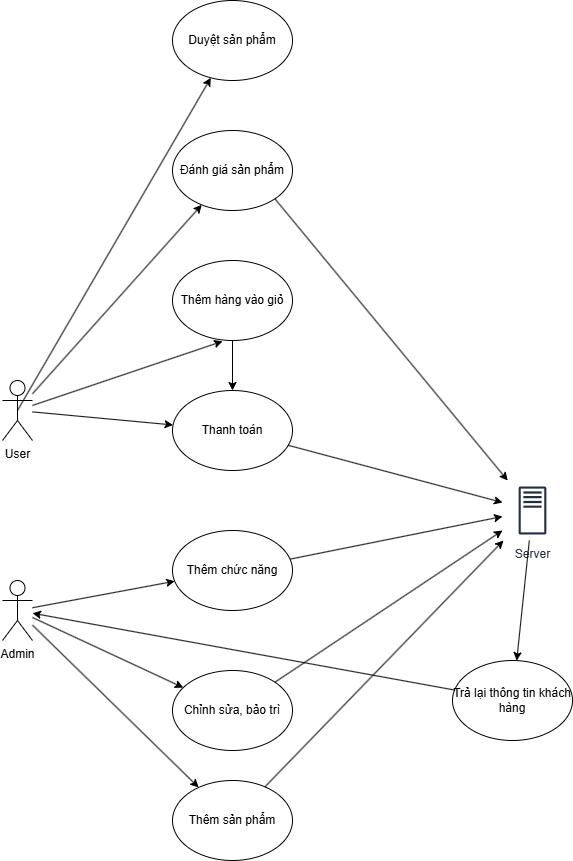 Duyệt sản phẩm
Đánh giá sản phẩm
Thêm hàng vào giỏ
Thanh toán
User
Thêm chức năng
Server
Admin
Chỉnh sửa, bảo trì
Trả lại thông tin khách
hàng
Thêm sản phẩm